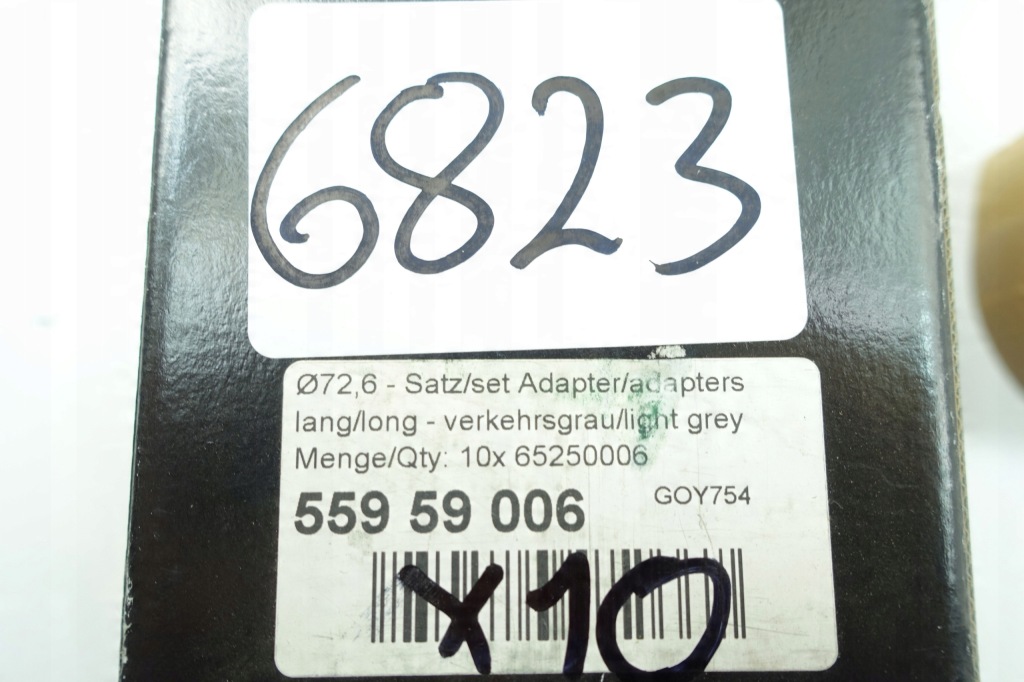 6823
Ø72,6 - Satz/set Adapter/adapters
lang/long - verkehrsgrau/light grey
Menge/Qty: 10x 65250006
559 59 006 GOY754
x10